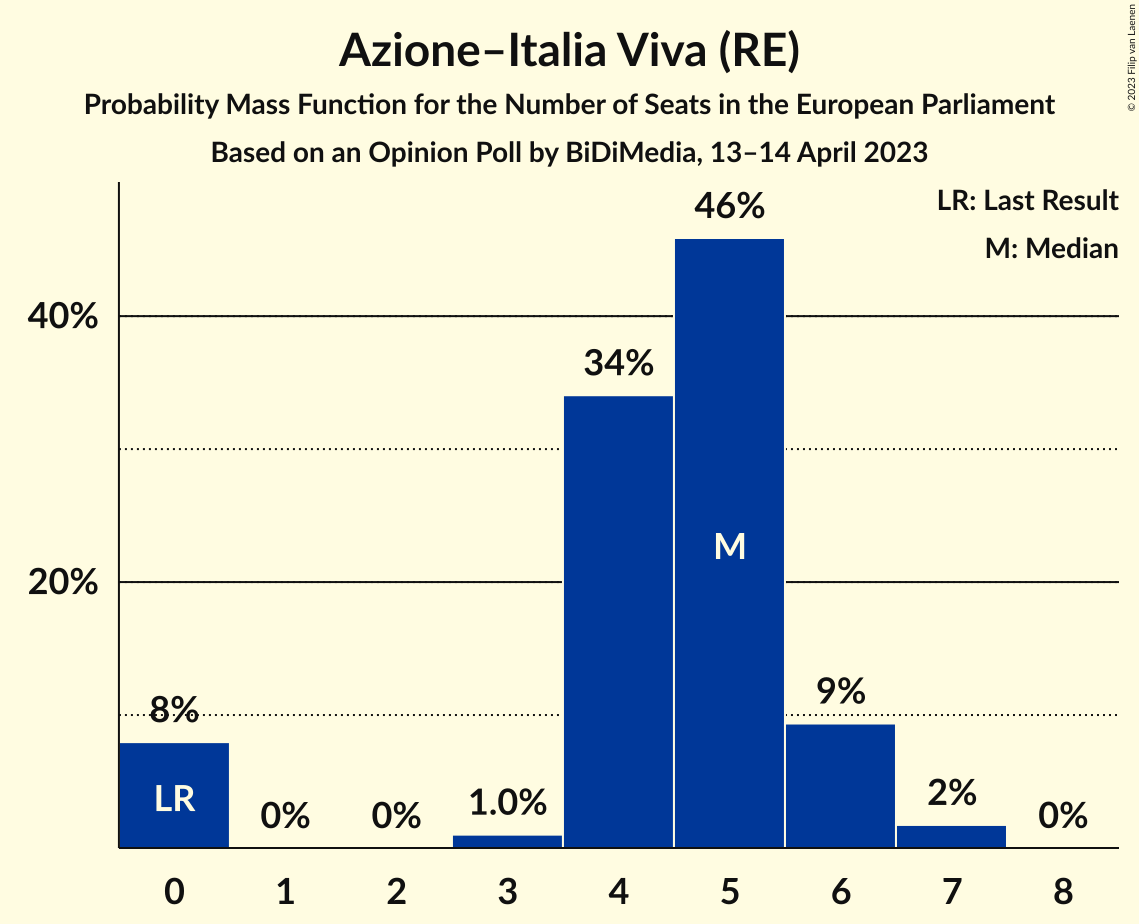 Azione–Italia Viva (RE)
Probability Mass Function for the Number of Seats in the European Parliament
Based on an Opinion Poll by BiDiMedia, 13–14 April 2023
© 2023 Filip van Laenen
LR: Last Result
M: Median
46%
40%
34%
M
20%
9%
8%
2%
LR
0%
0%
1.0%
0%
0 1 2 3 4 5 6 7 8